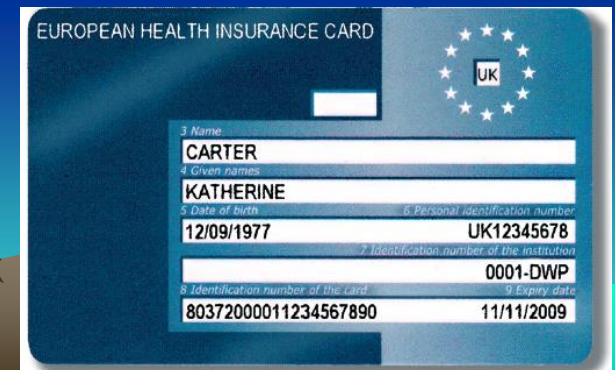 EUROPEAN HEALTH INSURANCE CARD
UK
3 Name
CARTER
4 Given names
KATHERINE
5 Date of birth 6 Personal identification number
12/09/1977 UK12345678
7 Identification number of the institution
0001-DWP
8 Identification number of the card 9 Expiry date
80372000011234567890 11/11/2009